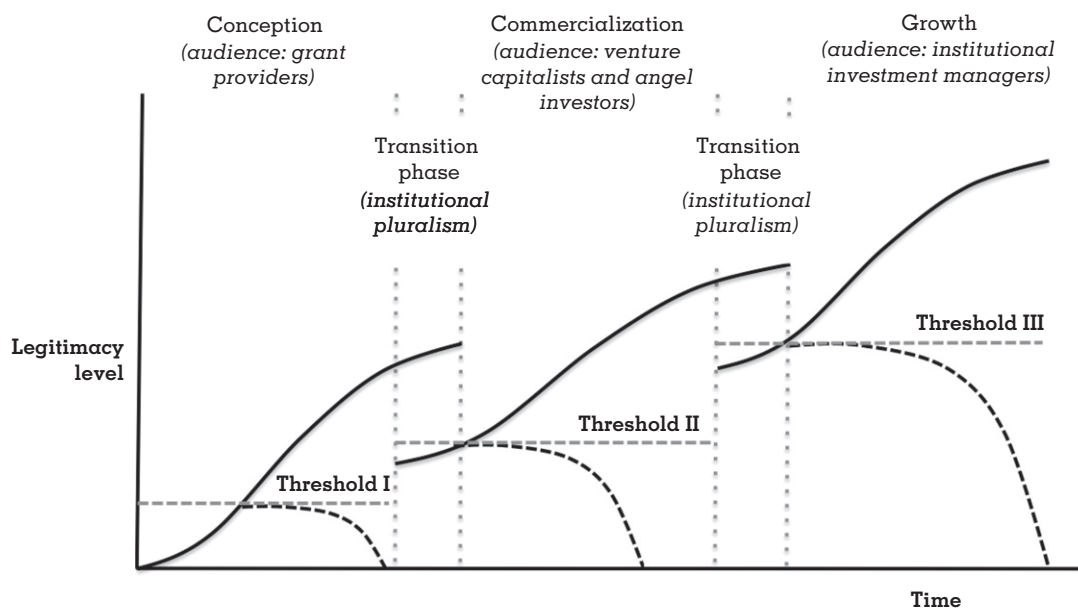 Conception
(audience: grant
providers)
Commercialization
(audience: venture
capitalists and angel
investors)
Growth
(audience: institutional
investment managers)
Transition
phase
(institutional
pluralism)
Transition
phase
(institutional
pluralism)
Legitimacy
level
Threshold I
Threshold II
Threshold III
Time